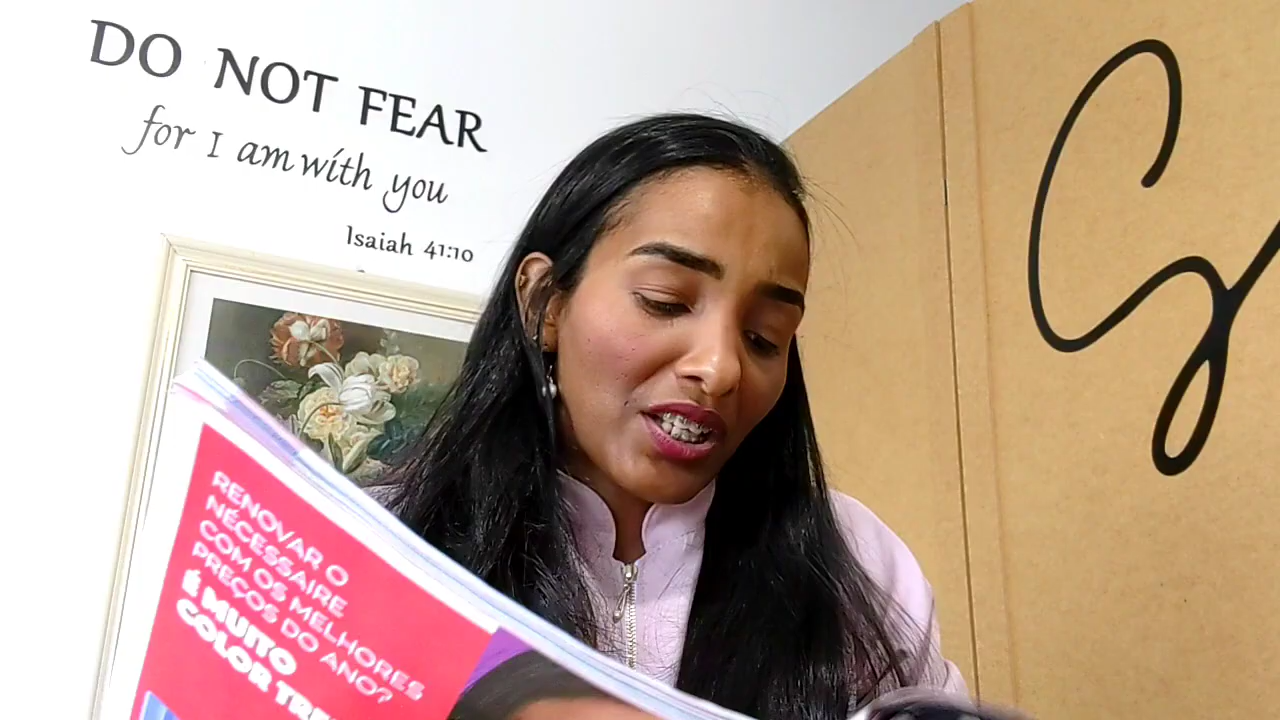 DO NOT FEAR
for I am with you
Isaiah 41:10
RENOVAR O
NÉCESSAIRE
COM OS MELHORES
PREÇOS DO ANO?
É MUITO
COLOR TRE